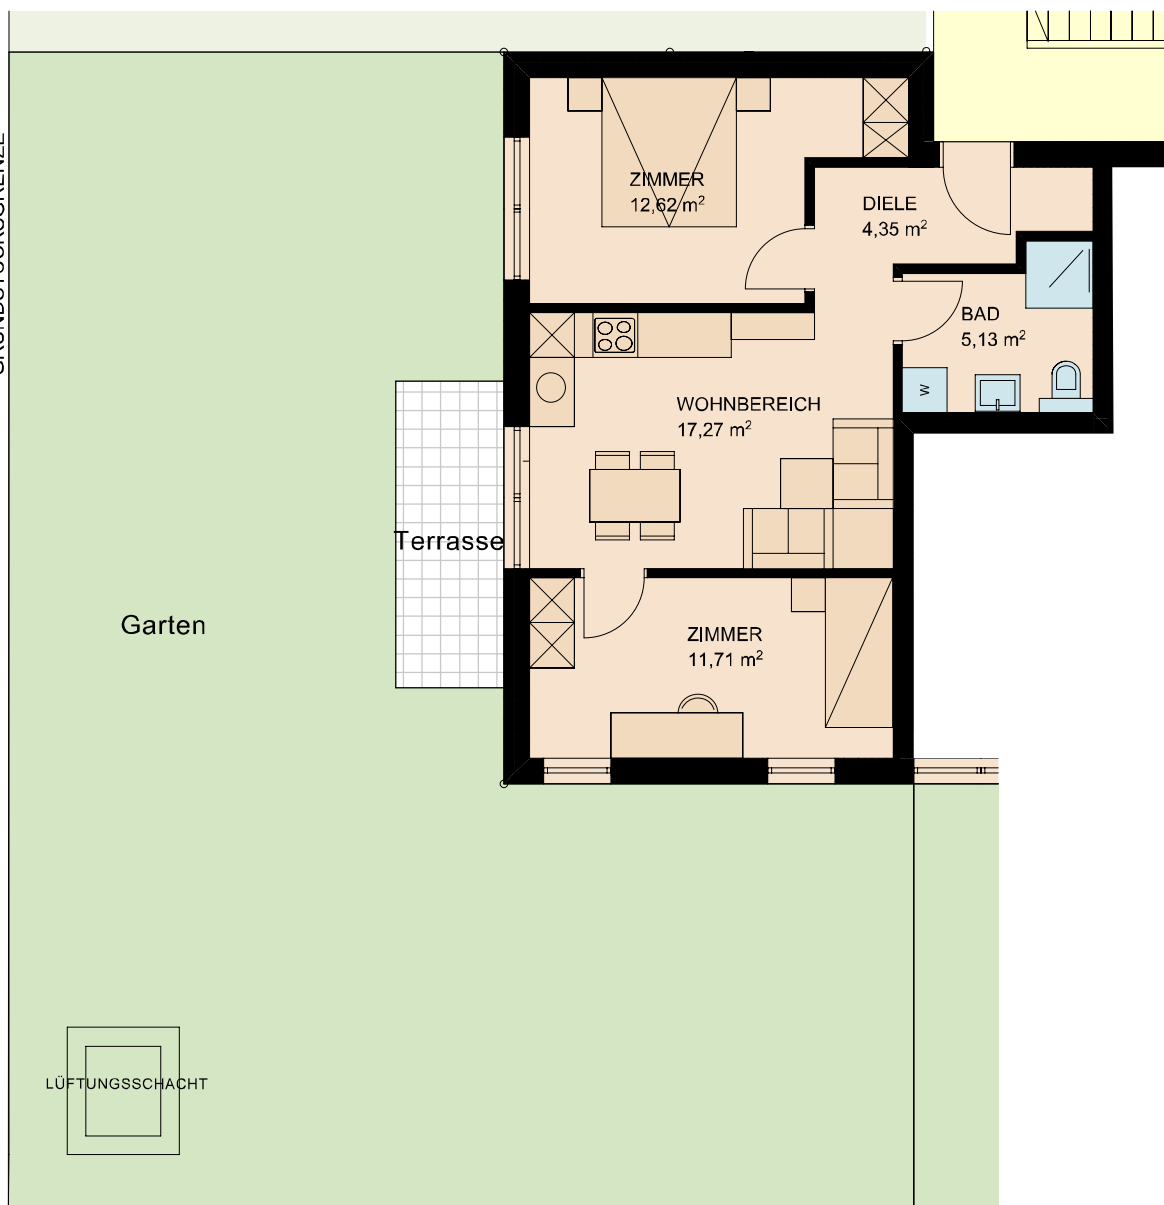 ZIMMER
12,62 m²
DIELE
4,35 m²
BAD
5,13 m²
W
WOHNBEREICH
17,27 m²
Terrasse
Garten
ZIMMER
11,71 m²
LÜFTUNGSSCHACHT